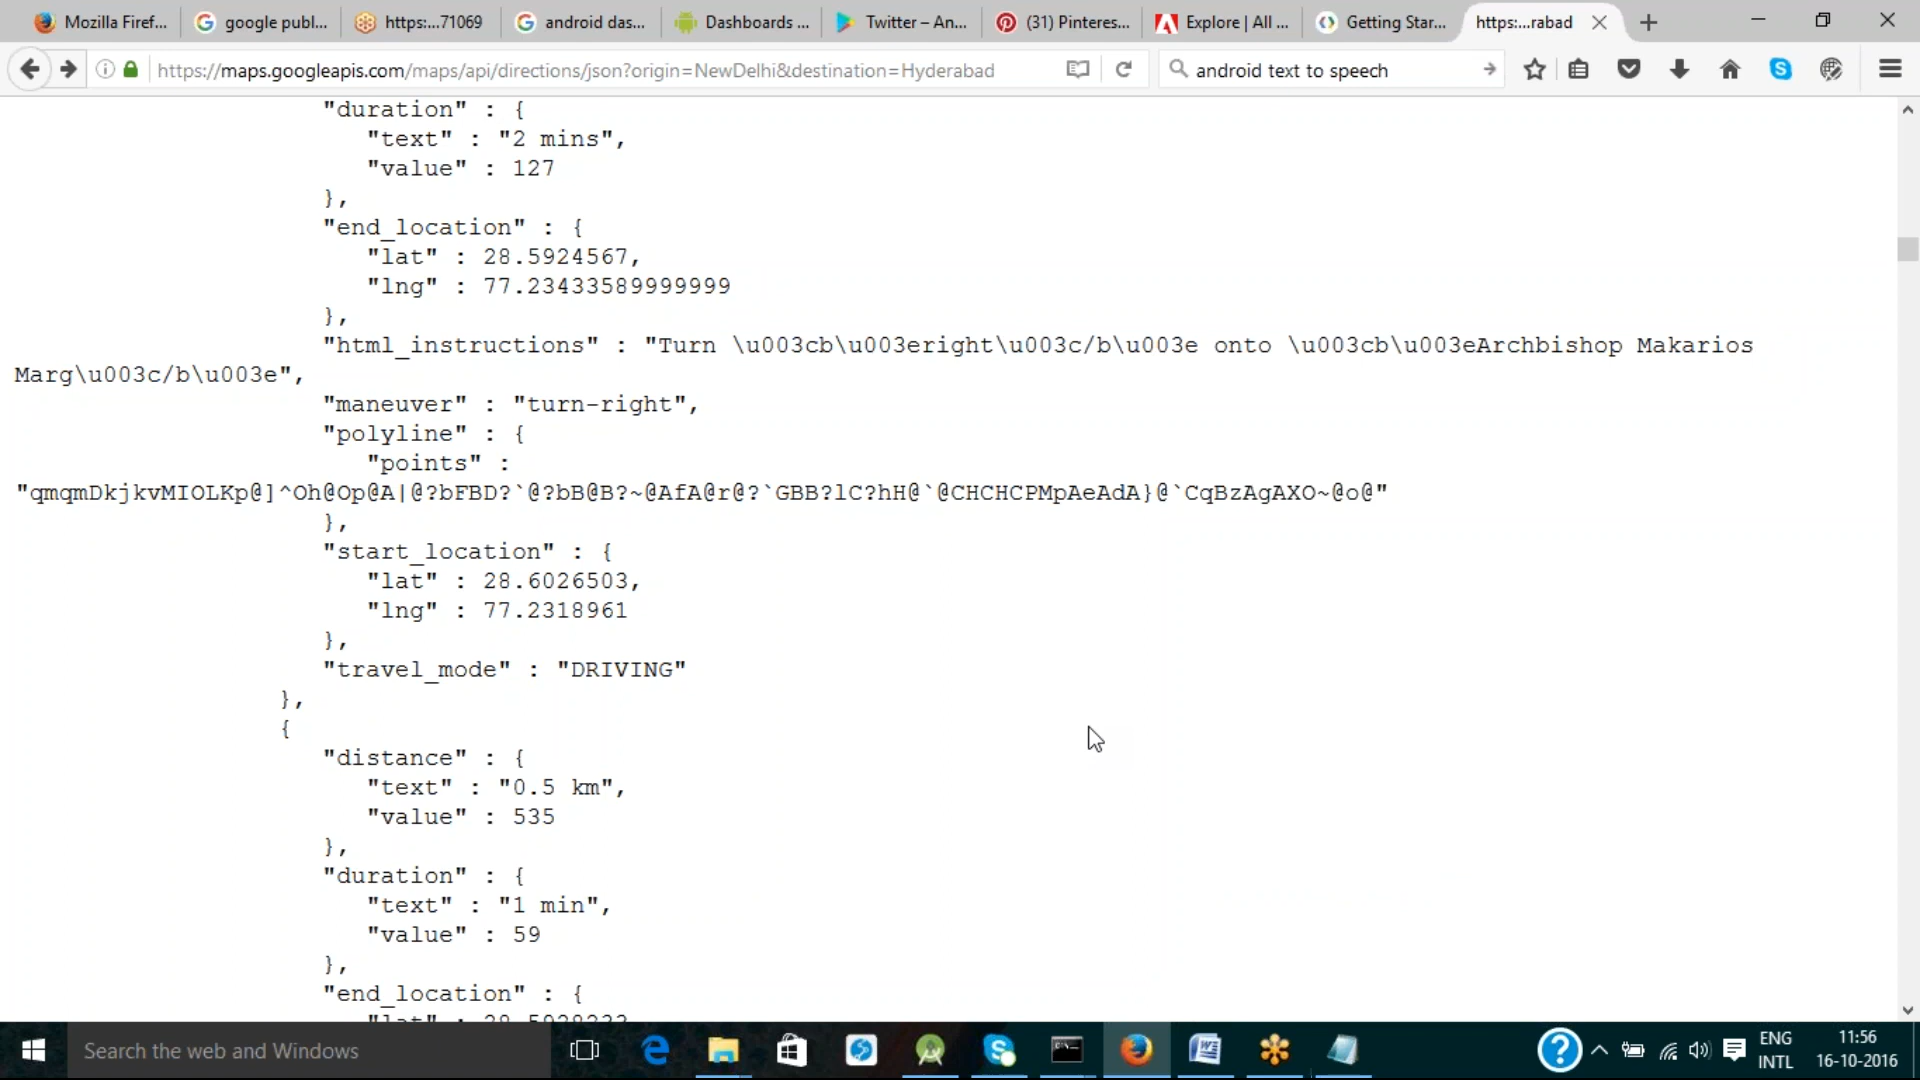 Mozilla Firef...
google publ...
https:...71069
android das...
Dashboards ...
Twitter – An...
(31) Pinteres...
Explore | All ...
Getting Star...
https:...rabad
https://maps.googleapis.com/maps/api/directions/json?origin=NewDelhi&destination=Hyderabad
android text to speech
"duration" : {
"text" : "2 mins",
"value" : 127
},
"end_location" : {
"lat" : 28.5924567,
"lng" : 77.23433589999999
},
"html_instructions" : "Turn \u003cb\u003eright\u003c/b\u003e onto \u003cb\u003eArchbishop Makarios
Marg\u003c/b\u003e",
"maneuver" : "turn-right",
"polyline" : {
"points" :
"qmqmDkjkvMIOLKp@]^Oh@Op@A|@?bFBD?`@?bB@B?~@AfA@r@?`GBB?lC?hH@`@CHCHCPMpAeAdA}@`CqBzAgAXO~@o@"
},
"start_location" : {
"lat" : 28.6026503,
"lng" : 77.2318961
},
"travel_mode" : "DRIVING"
},
{
"distance" : {
"text" : "0.5 km",
"value" : 535
},
"duration" : {
"text" : "1 min",
"value" : 59
},
"end_location" : {
"lat" : 28.5928233,
Search the web and Windows
ENG
INTL
11:56
16-10-2016